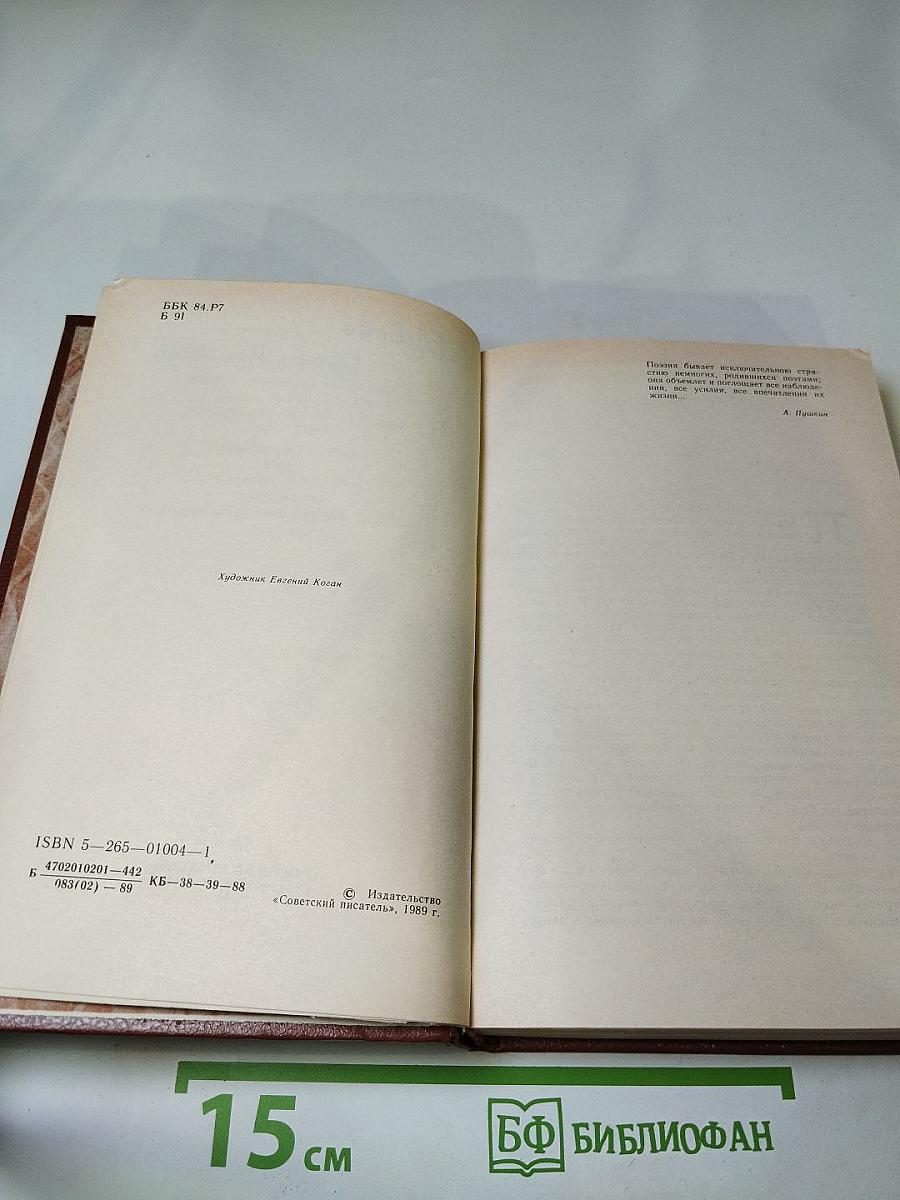 ББК 84.Р7
Б 91
Художник Евгений Коган
ISBN 5—265—01004—1
Б 4702010201—442 КБ—38—39—88
083(02) — 89
© Издательство
«Советский писатель», 1989 г.
Поэзия бывает исключительною стра-
стию немногих, родившихся поэтами;
она объемлет и поглощает все наблюде-
ния, все усилия, все впечатления их
жизни...
А. Пушкин
15 см
БФ БИБЛИОФАН